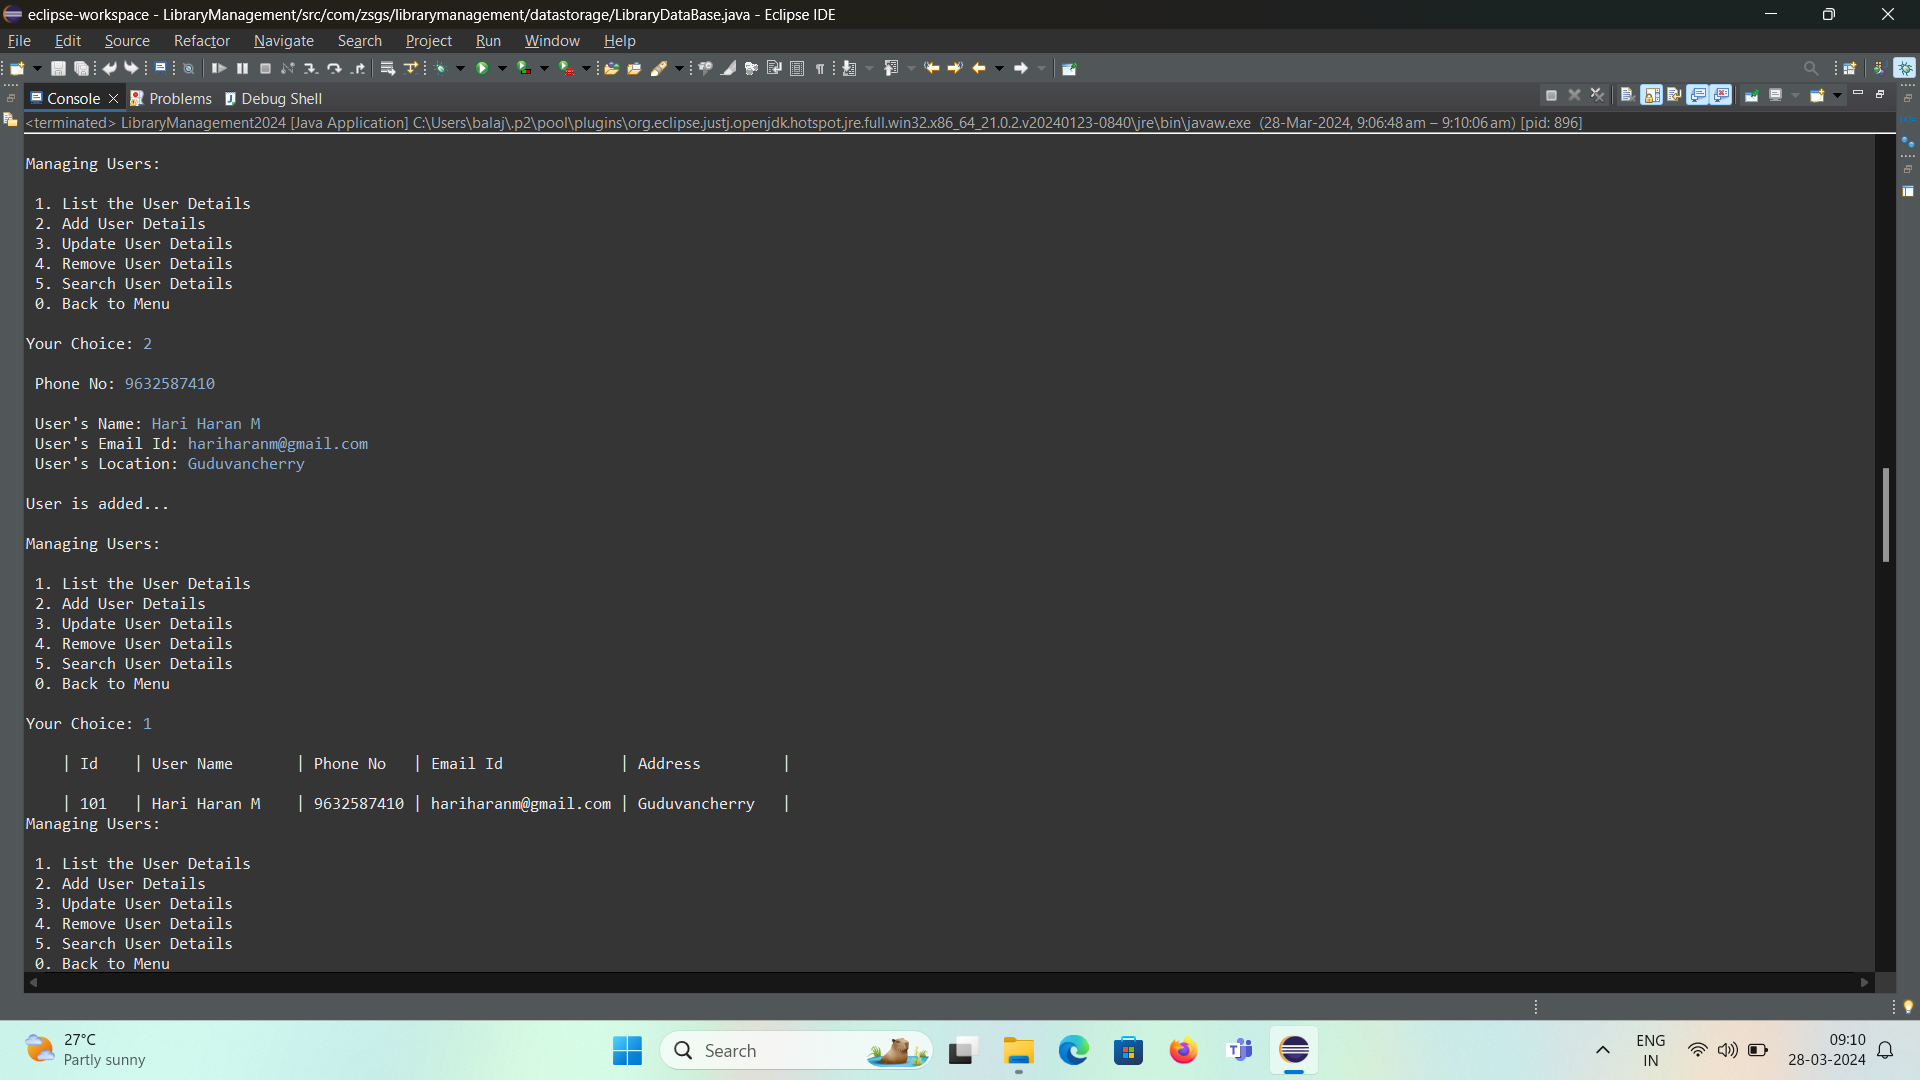 eclipse-workspace - LibraryManagement/src/com/zsgs/librarymanagement/datastorage/LibraryDataBase.java - Eclipse IDE
File Edit Source Refactor Navigate Search Project Run Window Help
Console Problems Debug Shell
<terminated> LibraryManagement2024 [Java Application] C:\Users\balaj\.p2\pool\plugins\org.eclipse.justj.openjdk.hotspot.jre.full.win32.x86_64_21.0.2.v20240123-0840\jre\bin\javaw.exe (28-Mar-2024, 9:06:48 am – 9:10:06 am) [pid: 896]
Managing Users:
1. List the User Details
2. Add User Details
3. Update User Details
4. Remove User Details
5. Search User Details
0. Back to Menu
Your Choice: 2
Phone No: 9632587410
User's Name: Hari Haran M
User's Email Id: hariharanm@gmail.com
User's Location: Guduvancherry
User is added...
Managing Users:
1. List the User Details
2. Add User Details
3. Update User Details
4. Remove User Details
5. Search User Details
0. Back to Menu
Your Choice: 1
| Id | User Name | Phone No | Email Id | Address |
| 101 | Hari Haran M | 9632587410 | hariharanm@gmail.com | Guduvancherry |
Managing Users:
1. List the User Details
2. Add User Details
3. Update User Details
4. Remove User Details
5. Search User Details
0. Back to Menu
27°C
Partly sunny
Search
ENG
IN
09:10
28-03-2024